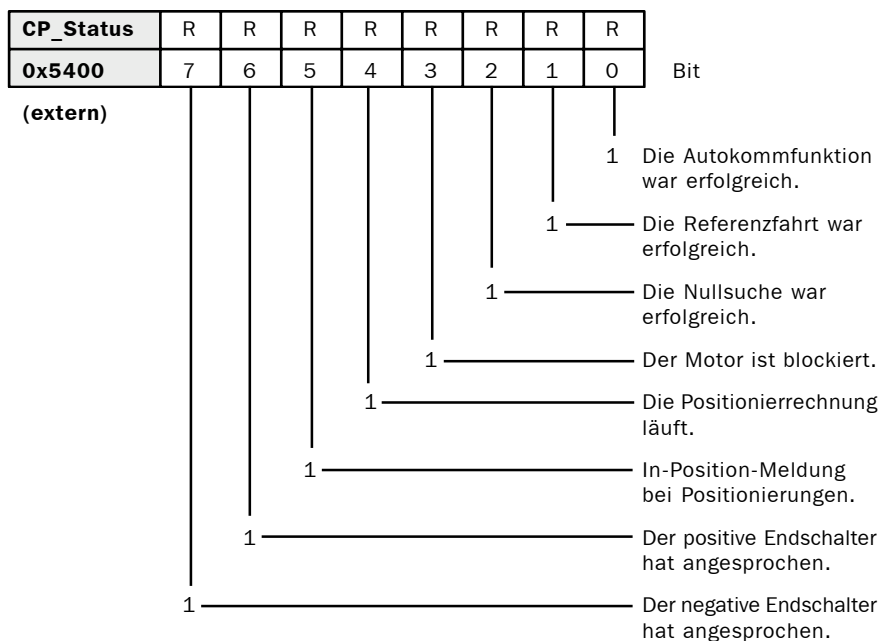 CP_Status R R R R R R R R
0x5400 7 6 5 4 3 2 1 0 Bit
(extern)
1 Die Autokommfunktion
war erfolgreich.
1 Die Referenzfahrt war
erfolgreich.
1 Die Nullsuche war
erfolgreich.
1 Der Motor ist blockiert.
1 Die Positionierrechnung
läuft.
1 In-Position-Meldung
bei Positionierungen.
1 Der positive Endschalter
hat angesprochen.
1 Der negative Endschalter
hat angesprochen.